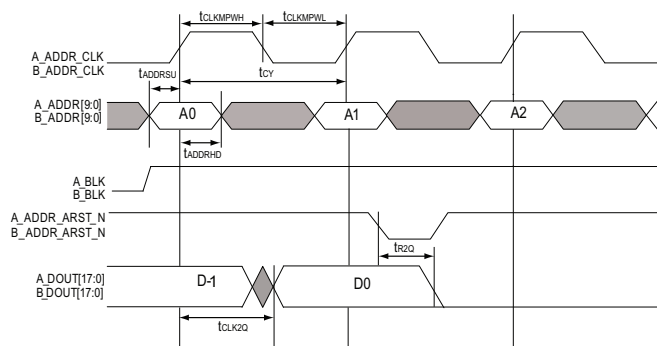 tCLKMPWH tCLKMPWL
A_ADDR_CLK
B_ADDR_CLK
tADDRSU tCY
A_ADDR[9:0]
B_ADDR[9:0]
A0 A1 A2
tADDRHD
A_BLK
B_BLK
A_ADDR_ARST_N
B_ADDR_ARST_N
tR2Q
A_DOUT[17:0]
B_DOUT[17:0]
D-1 D0
tCLK2Q